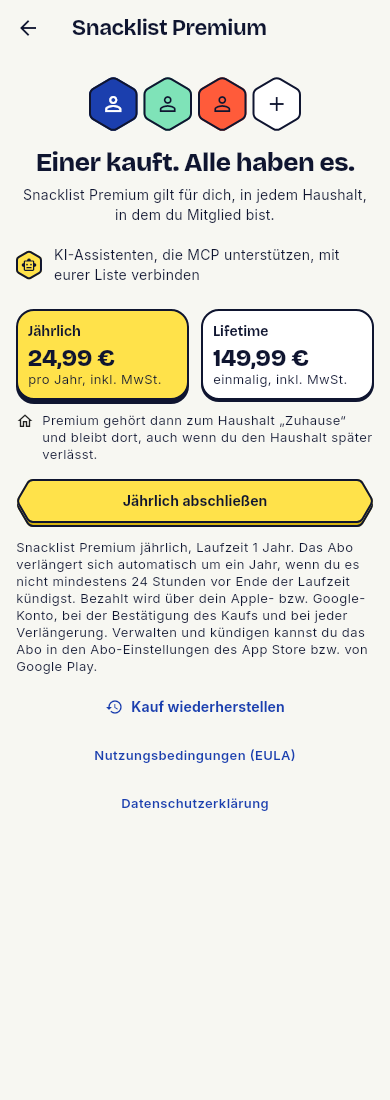 Snacklist Premium
Einer kauft. Alle haben es.
Snacklist Premium gilt für dich, in jedem Haushalt,
in dem du Mitglied bist.
KI-Assistenten, die MCP unterstützen, mit
eurer Liste verbinden
Jährlich
24,99 €
pro Jahr, inkl. MwSt.
Lifetime
149,99 €
einmalig, inkl. MwSt.
Premium gehört dann zum Haushalt „Zuhause“
und bleibt dort, auch wenn du den Haushalt später
verlässt.
Jährlich abschließen
Snacklist Premium jährlich, Laufzeit 1 Jahr. Das Abo
verlängert sich automatisch um ein Jahr, wenn du es
nicht mindestens 24 Stunden vor Ende der Laufzeit
kündigst. Bezahlt wird über dein Apple- bzw. Google-
Konto, bei der Bestätigung des Kaufs und bei jeder
Verlängerung. Verwalten und kündigen kannst du das
Abo in den Abo-Einstellungen des App Store bzw. von
Google Play.
Kauf wiederherstellen
Nutzungsbedingungen (EULA)
Datenschutzerklärung